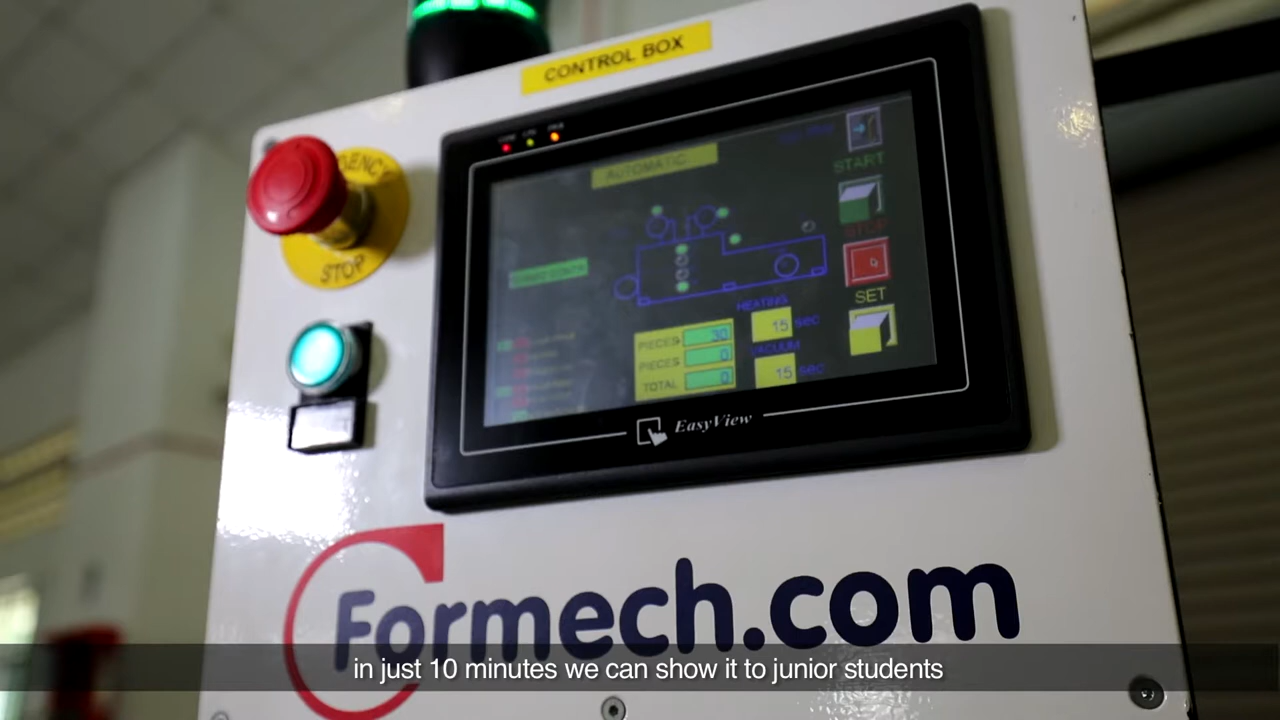 CONTROL BOX
EMERGENCY
STOP
AUTOMATIC
START
STOP
SET
HEATING
15 sec
VACUUM
15 sec
PIECES 30
PIECES 0
TOTAL 0
EasyView
Formech.com
in just 10 minutes we can show it to junior students